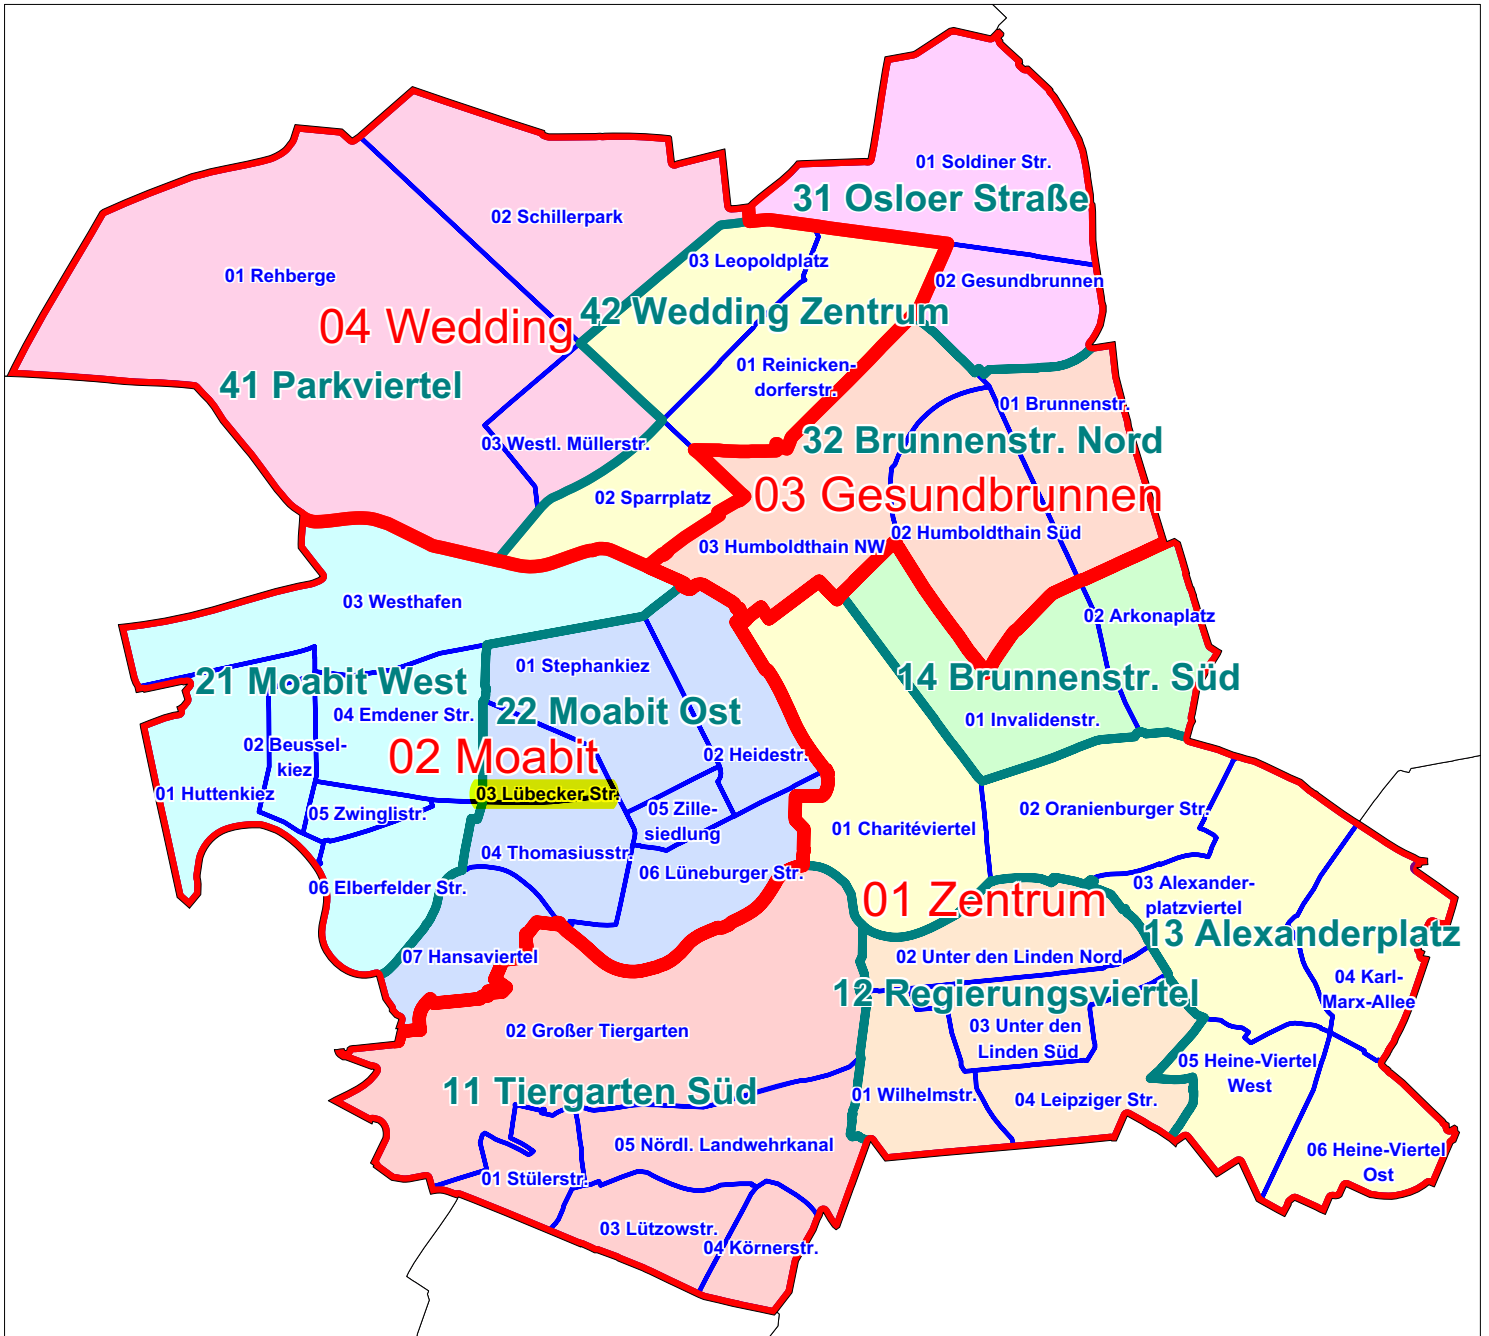 01 Soldiner Str.
31 Osloer Straße
02 Schillerpark
03 Leopoldplatz
01 Rehberge
02 Gesundbrunnen
42 Wedding Zentrum
04 Wedding
01 Reinicken-
dorferstr.
41 Parkviertel
01 Brunnenstr.
03 Westl. Müllerstr.
32 Brunnenstr. Nord
02 Sparrplatz
03 Gesundbrunnen
02 Humboldthain Süd
03 Humboldthain NW
03 Westhafen
02 Arkonaplatz
01 Stephankiez
21 Moabit West
14 Brunnenstr. Süd
04 Emdener Str.
22 Moabit Ost
01 Invalidenstr.
02 Beussel-
kiez
02 Moabit
02 Heidestr.
01 Huttenkiez
03 Lübecker Str.
05 Zwinglistr.
05 Zille-
siedlung
02 Oranienburger Str.
01 Charitéviertel
04 Thomasiusstr.
06 Lüneburger Str.
06 Elberfelder Str.
03 Alexander-
platzviertel
01 Zentrum
13 Alexanderplatz
07 Hansaviertel
02 Unter den Linden Nord
04 Karl-
Marx-Allee
12 Regierungsviertel
02 Großer Tiergarten
03 Unter den
Linden Süd
05 Heine-Viertel
West
11 Tiergarten Süd
01 Wilhelmstr.
04 Leipziger Str.
05 Nördl. Landwehrkanal
06 Heine-Viertel
Ost
01 Stülerstr.
03 Lützowstr.
04 Körnerstr.